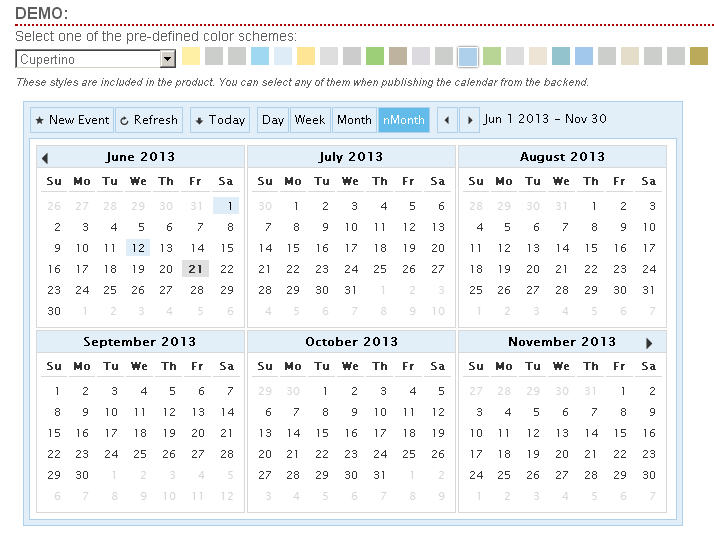 DEMO:
Select one of the pre-defined color schemes:
Cupertino
These styles are included in the product. You can select any of them when publishing the calendar from the backend.
New Event Refresh Today Day Week Month nMonth Jun 1 2013 - Nov 30
June 2013 July 2013 August 2013
Su Mo Tu We Th Fr Sa Su Mo Tu We Th Fr Sa Su Mo Tu We Th Fr Sa
26 27 28 29 30 31 1 30 1 2 3 4 5 6 28 29 30 31 1 2 3
2 3 4 5 6 7 8 7 8 9 10 11 12 13 4 5 6 7 8 9 10
9 10 11 12 13 14 15 14 15 16 17 18 19 20 11 12 13 14 15 16 17
16 17 18 19 20 21 22 21 22 23 24 25 26 27 18 19 20 21 22 23 24
23 24 25 26 27 28 29 28 29 30 31 1 2 3 25 26 27 28 29 30 31
30 1 2 3 4 5 6 4 5 6 7 8 9 10 1 2 3 4 5 6 7
September 2013 October 2013 November 2013
Su Mo Tu We Th Fr Sa Su Mo Tu We Th Fr Sa Su Mo Tu We Th Fr Sa
1 2 3 4 5 6 7 29 30 1 2 3 4 5 27 28 29 30 31 1 2
8 9 10 11 12 13 14 6 7 8 9 10 11 12 3 4 5 6 7 8 9
15 16 17 18 19 20 21 13 14 15 16 17 18 19 10 11 12 13 14 15 16
22 23 24 25 26 27 28 20 21 22 23 24 25 26 17 18 19 20 21 22 23
29 30 1 2 3 4 5 27 28 29 30 31 1 2 24 25 26 27 28 29 30
6 7 8 9 10 11 12 3 4 5 6 7 8 9 1 2 3 4 5 6 7